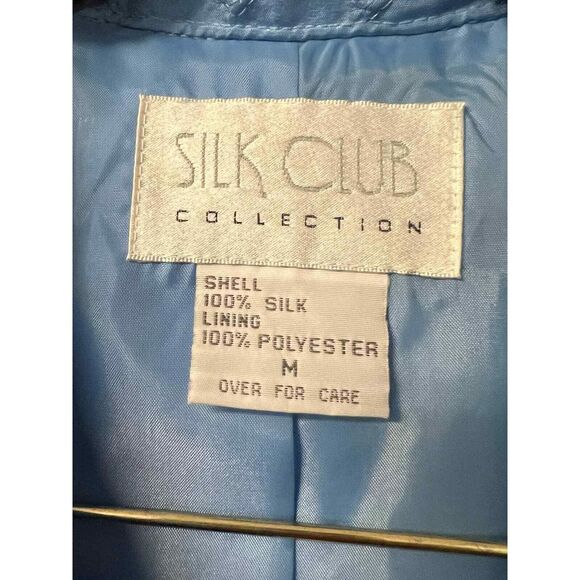 SILK CLUB
COLLECTION
SHELL
100% SILK
LINING
100% POLYESTER
M
OVER FOR CARE